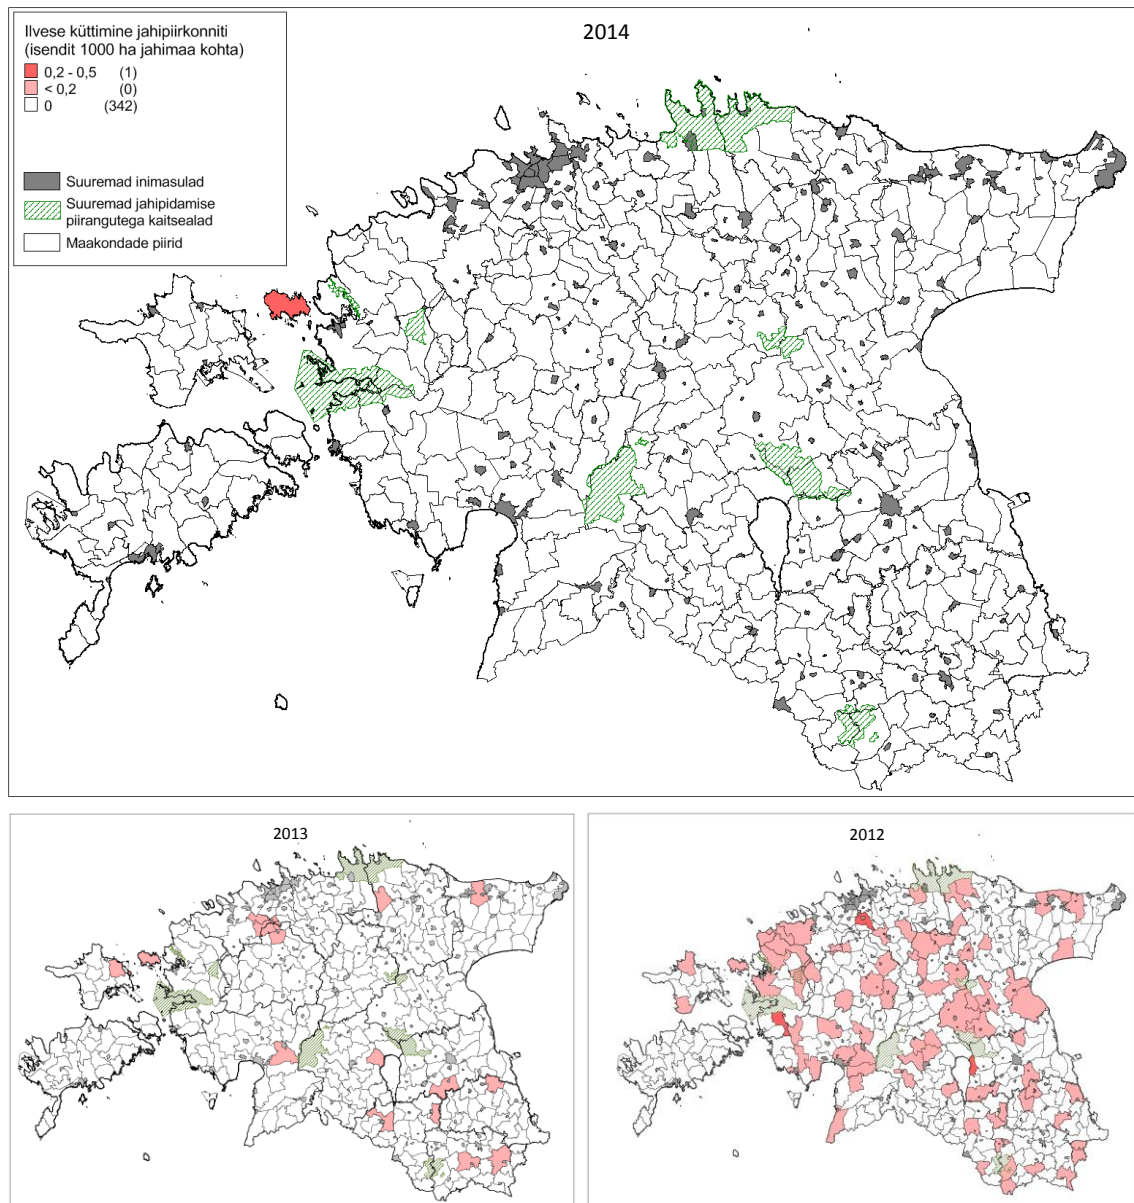 Ilvese küttimine jahipiirkonniti
(isendit 1000 ha jahimaa kohta)
0,2 - 0,5 (1)
< 0,2 (0)
0 (342)
Suuremad inimasulad
Suuremad jahipidamise
piirangutega kaitsealad
Maakondade piirid
2014
2013
2012